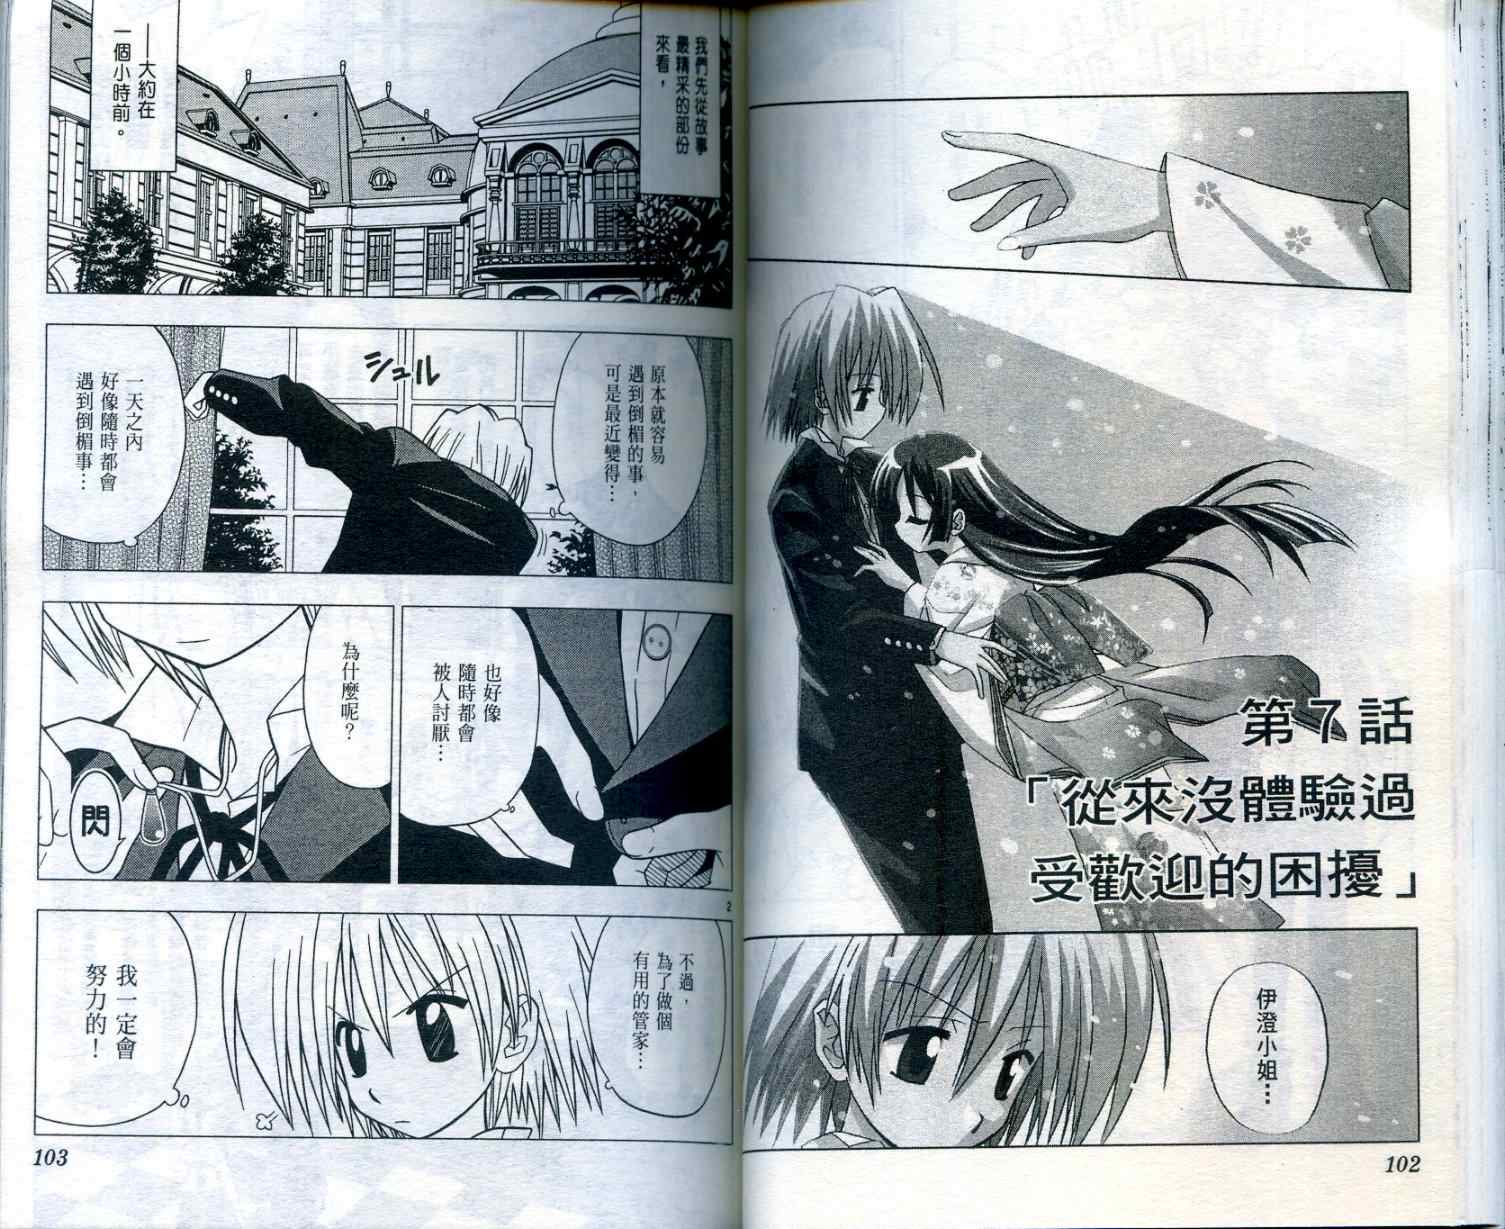 第7話
「從來沒體驗過
受歡迎的困擾」
伊澄小姐…
102
我們先從故事
最精采的部份
來看，
——大約在
一個小時前。
原本就容易
遇到倒楣的事，
可是最近變得…
シュル
一天之內
好像隨時都會
遇到倒楣事…
也好像
隨時都會
被人討厭…
為什麼呢？
閃
2
不過，
為了做個
有用的管家…
我一定會
努力的！
103